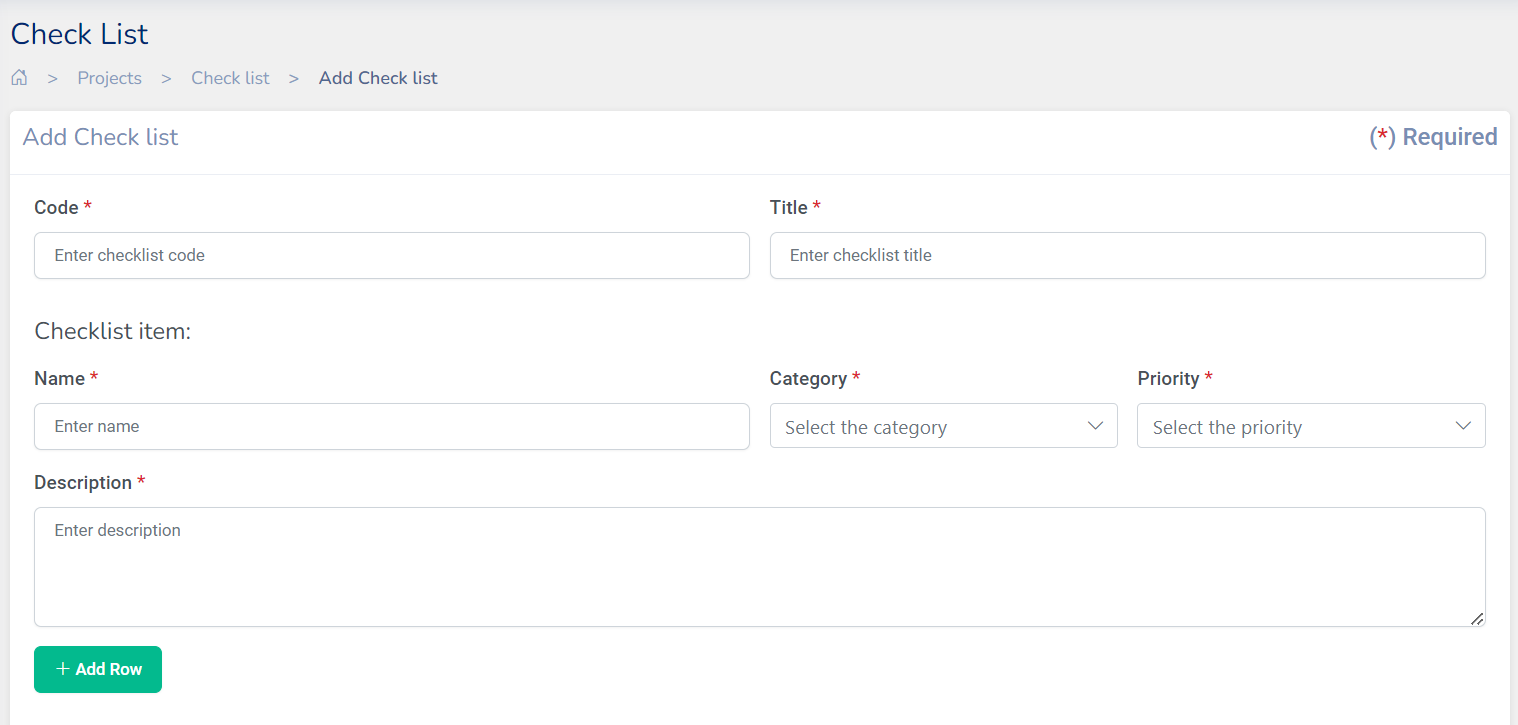 Check List
> Projects > Check list > Add Check list
Add Check list (*) Required
Code * Title *
Enter checklist code Enter checklist title
Checklist item:
Name * Category * Priority *
Enter name Select the category Select the priority
Description *
Enter description
+ Add Row